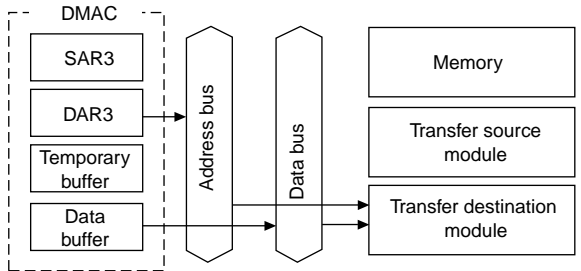 DMAC
SAR3
DAR3
Temporary
buffer
Data
buffer
Address bus
Data bus
Memory
Transfer source
module
Transfer destination
module